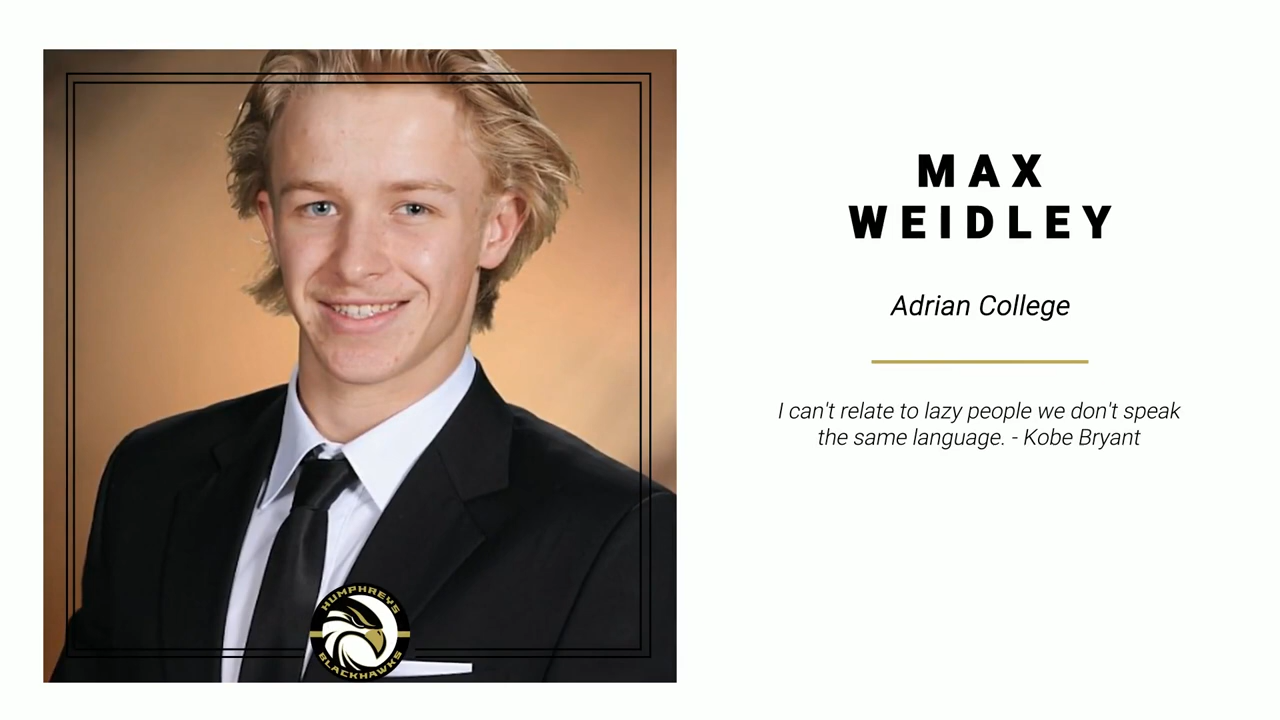 MAX
WEIDLEY
Adrian College
I can't relate to lazy people we don't speak
the same language. - Kobe Bryant
HUMPHREYS
BLACKHAWKS